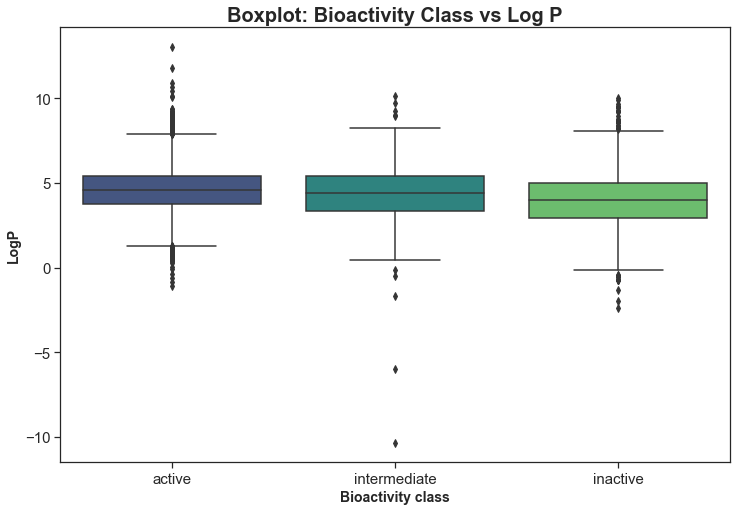 Boxplot: Bioactivity Class vs Log P
LogP
10
5
0
−5
−10
active intermediate inactive
Bioactivity class